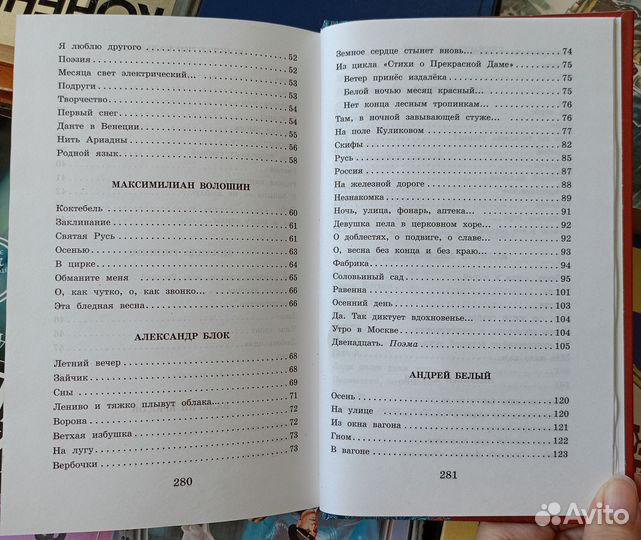 Я люблю другого 52
Поэзия 52
Месяца свет электрический... 53
Подруги 54
Творчество 54
Первый снег 54
Данте в Венеции 55
Нить Ариадны 56
Родной язык 58
МАКСИМИЛИАН ВОЛОШИН
Коктебель 60
Заклинание 61
Святая Русь 61
Осенью 63
В цирке 64
Обманите меня 65
О, как чутко, о, как звонко... 66
Эта бледная весна 66
АЛЕКСАНДР БЛОК
Летний вечер 68
Зайчик 68
Сны 69
Лениво и тяжко плывут облака... 71
Ворона 72
Ветхая избушка 72
На лугу 73
Вербочки 73
280
Земное сердце стынет вновь... 74
Из цикла «Стихи о Прекрасной Даме» 75
Ветер принёс издалёка 75
Белой ночью месяц красный... 75
Нет конца лесным тропинкам... 76
Там, в ночной завывающей стуже... 76
На поле Куликовом 77
Скифы 82
Русь 85
Россия 87
На железной дороге 88
Незнакомка 89
Ночь, улица, фонарь, аптека... 91
Девушка пела в церковном хоре... 92
О доблестях, о подвиге, о славе... 92
О, весна без конца и без краю... 93
Фабрика 94
Соловьиный сад 95
Равенна 101
Осенний день 103
Да. Так диктует вдохновенье... 104
Утро в Москве 104
Двенадцать. Поэма 105
АНДРЕЙ БЕЛЫЙ
Осень 120
На улице 120
Из окна вагона 121
Гном 122
В вагоне 123
281
Avito